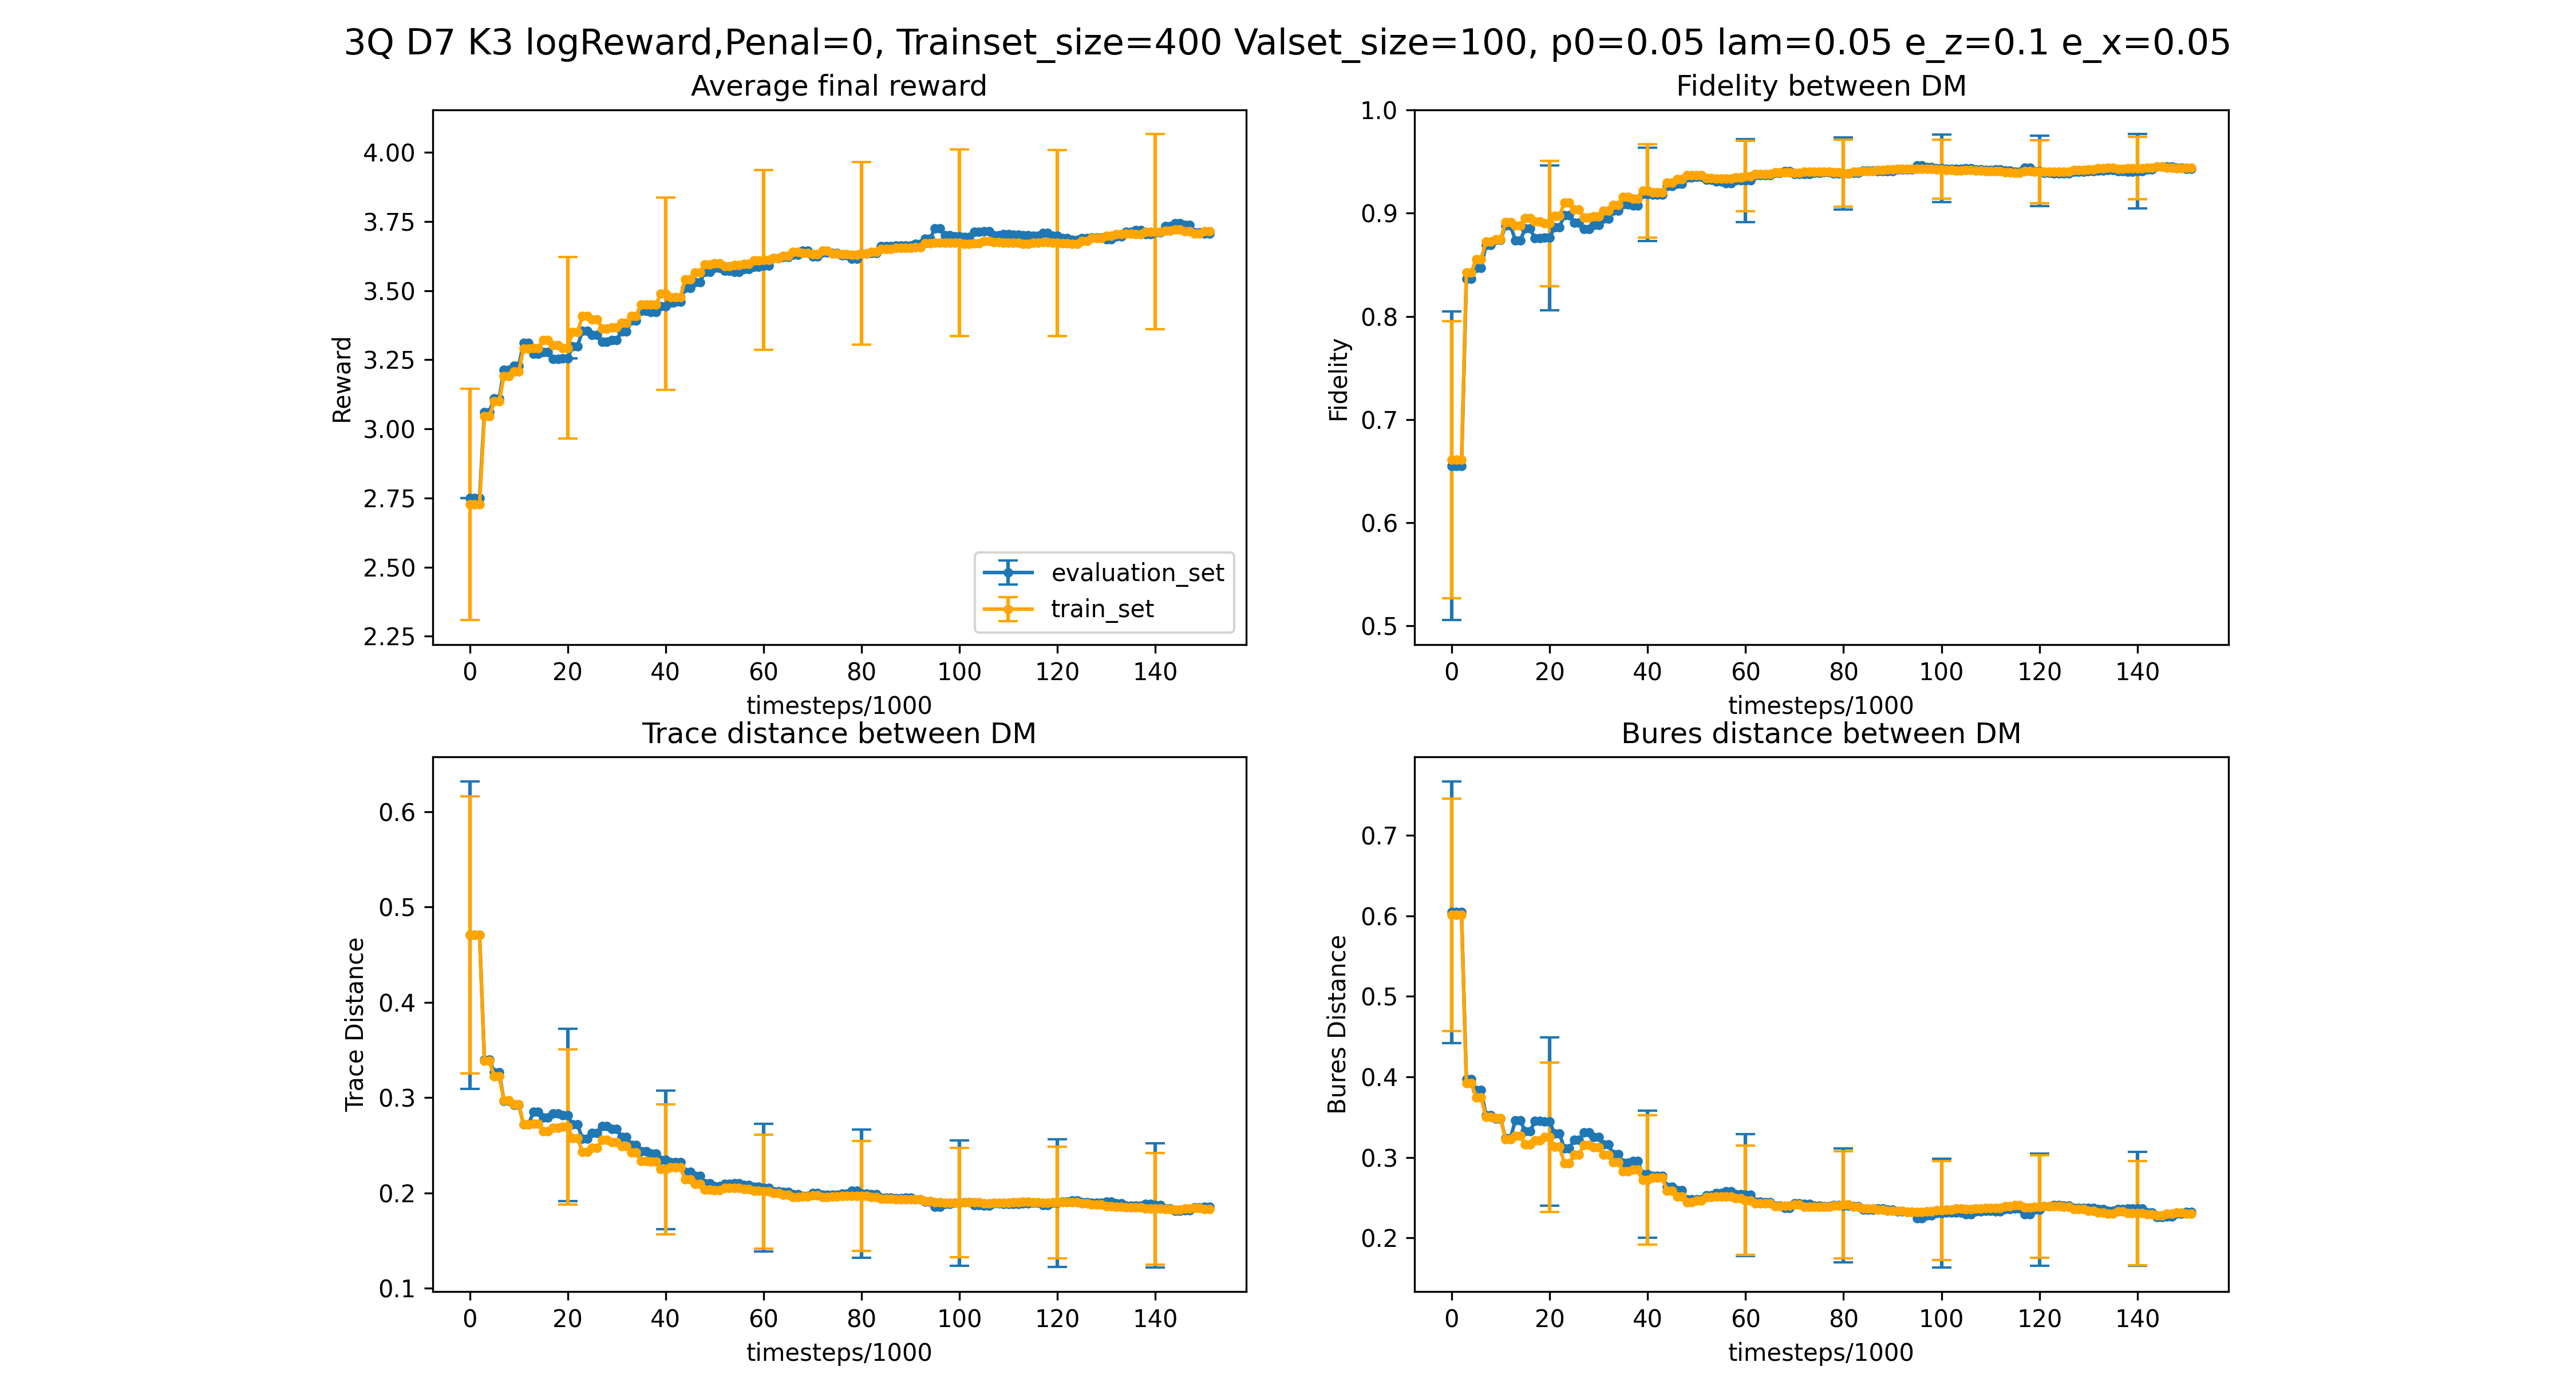 3Q D7 K3 logReward,Penal=0, Trainset_size=400 Valset_size=100, p0=0.05 lam=0.05 e_z=0.1 e_x=0.05
Average final reward
Reward
4.00
3.75
3.50
3.25
3.00
2.75
2.50
2.25
evaluation_set
train_set
0 20 40 60 80 100 120 140
timesteps/1000
Fidelity between DM
Fidelity
1.0
0.9
0.8
0.7
0.6
0.5
0 20 40 60 80 100 120 140
timesteps/1000
Trace distance between DM
Trace Distance
0.6
0.5
0.4
0.3
0.2
0.1
0 20 40 60 80 100 120 140
timesteps/1000
Bures distance between DM
Bures Distance
0.7
0.6
0.5
0.4
0.3
0.2
0 20 40 60 80 100 120 140
timesteps/1000